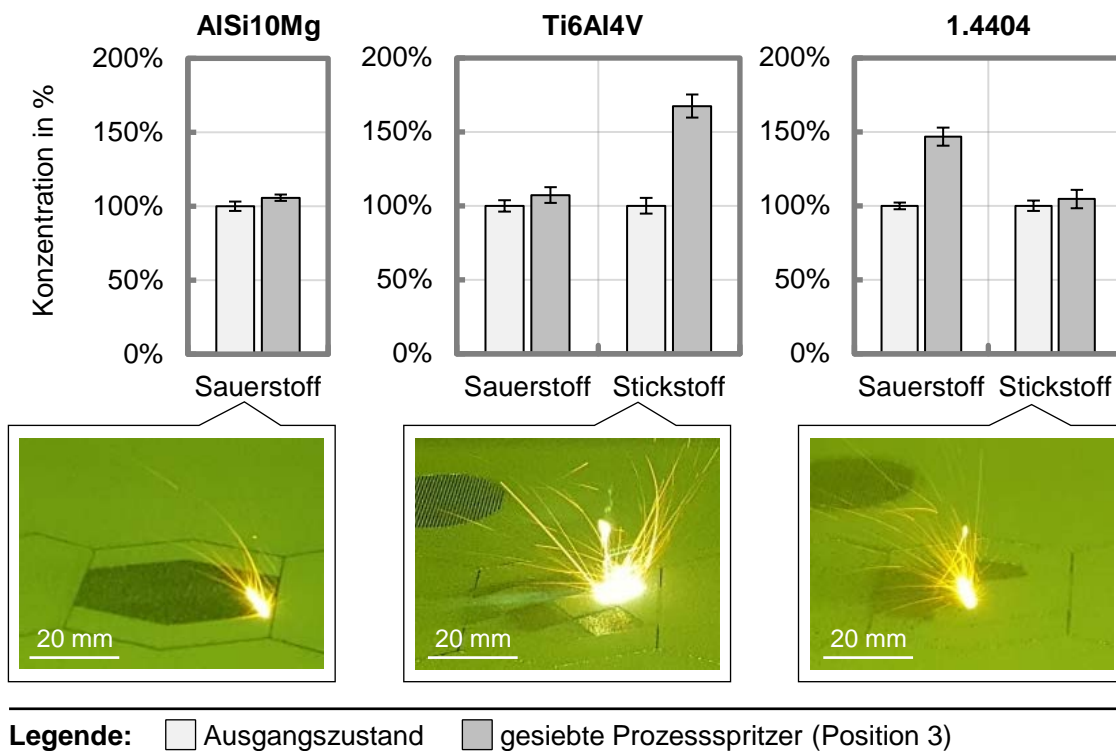 AlSi10Mg
Ti6Al4V
1.4404
Konzentration in %
200%
150%
100%
50%
0%
Sauerstoff
200%
150%
100%
50%
0%
Sauerstoff Stickstoff
200%
150%
100%
50%
0%
Sauerstoff Stickstoff
20 mm
20 mm
20 mm
Legende: Ausgangszustand gesiebte Prozessspritzer (Position 3)